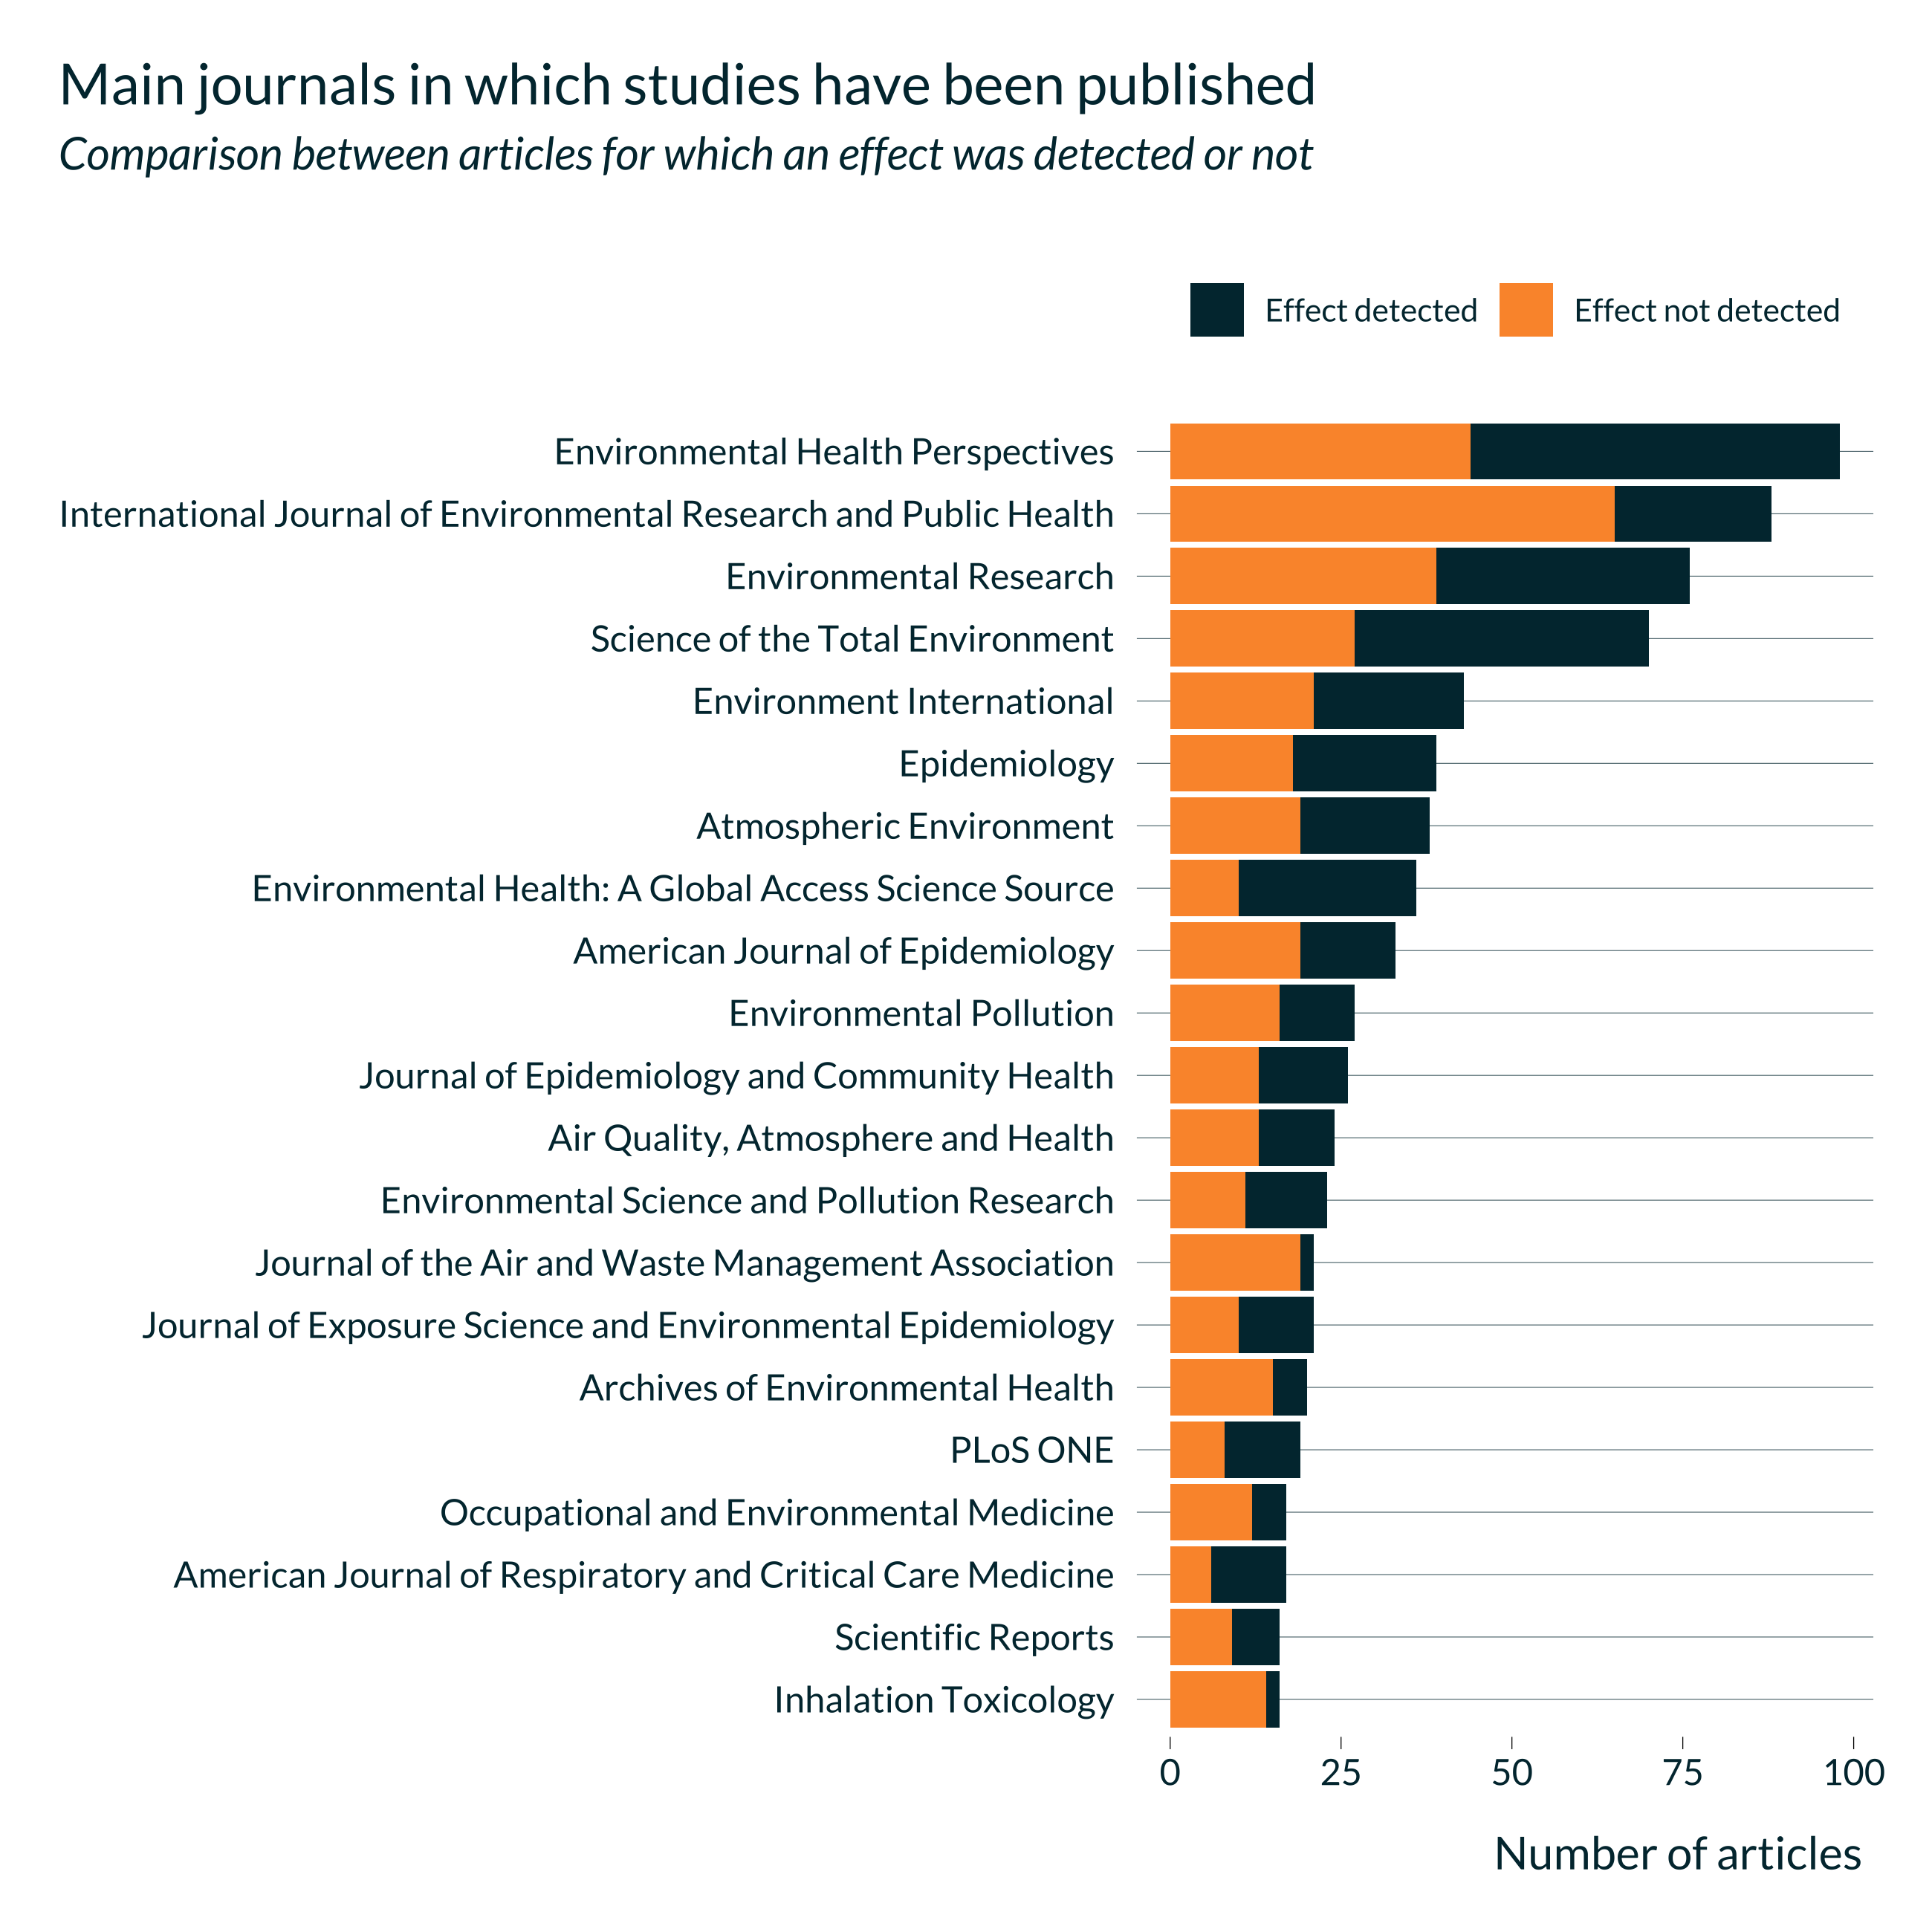 Main journals in which studies have been published
Comparison between articles for which an effect was detected or not
Effect detected
Effect not detected
Environmental Health Perspectives
International Journal of Environmental Research and Public Health
Environmental Research
Science of the Total Environment
Environment International
Epidemiology
Atmospheric Environment
Environmental Health: A Global Access Science Source
American Journal of Epidemiology
Environmental Pollution
Journal of Epidemiology and Community Health
Air Quality, Atmosphere and Health
Environmental Science and Pollution Research
Journal of the Air and Waste Management Association
Journal of Exposure Science and Environmental Epidemiology
Archives of Environmental Health
PLoS ONE
Occupational and Environmental Medicine
American Journal of Respiratory and Critical Care Medicine
Scientific Reports
Inhalation Toxicology
0 25 50 75 100
Number of articles